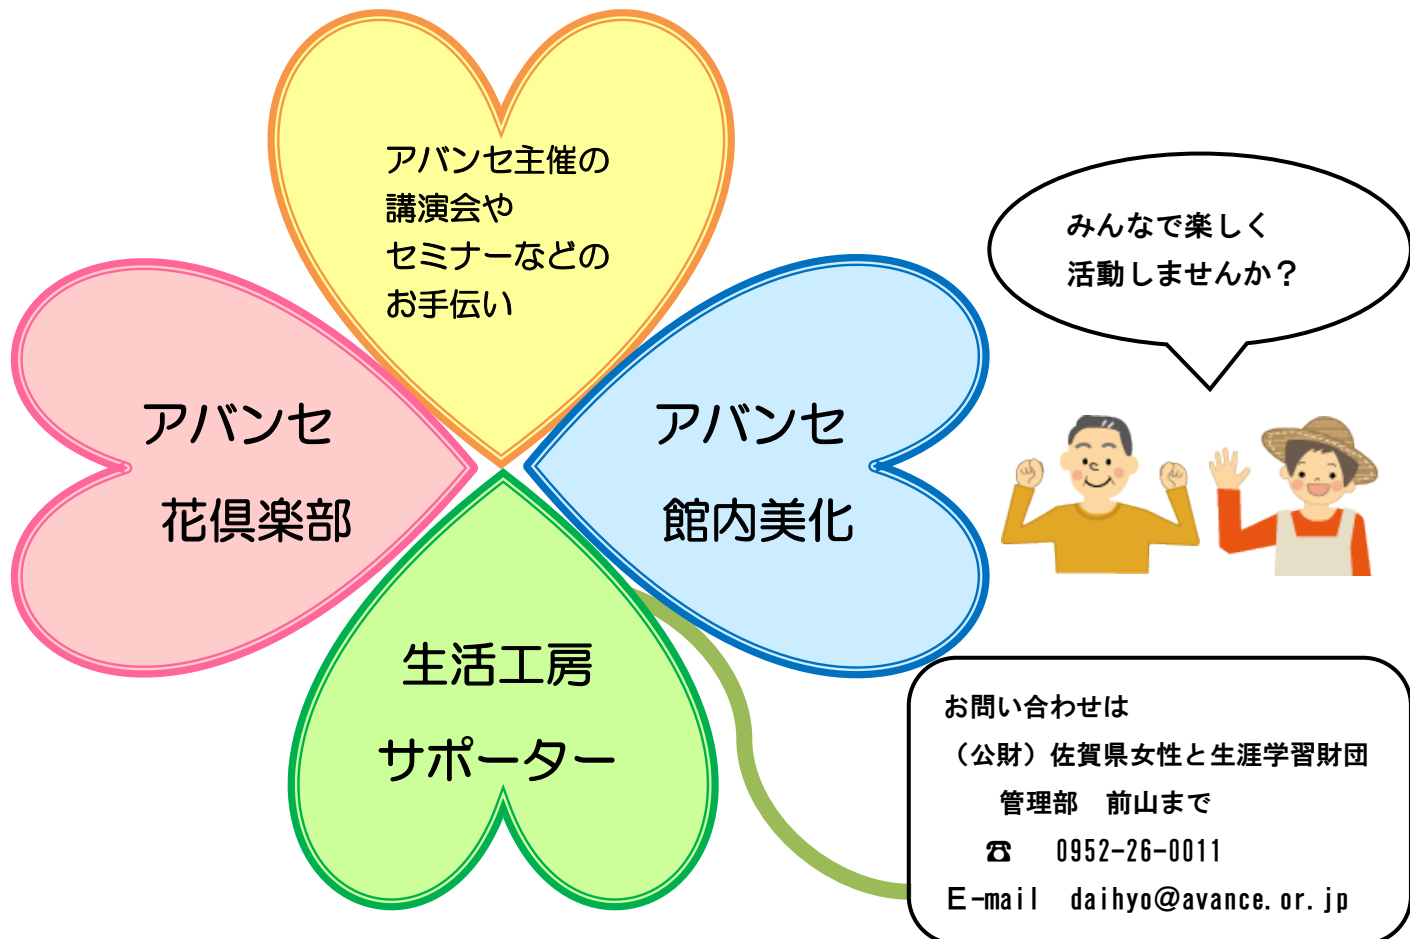 アバンセ主催の
講演会や
セミナーなどの
お手伝い
みんなで楽しく
活動しませんか？
アバンセ
花倶楽部
アバンセ
館内美化
生活工房
サポーター
お問い合わせは
（公財）佐賀県女性と生涯学習財団
管理部　前山まで
☎　0952-26-0011
Ｅ-mail　daihyo@avance.or.jp